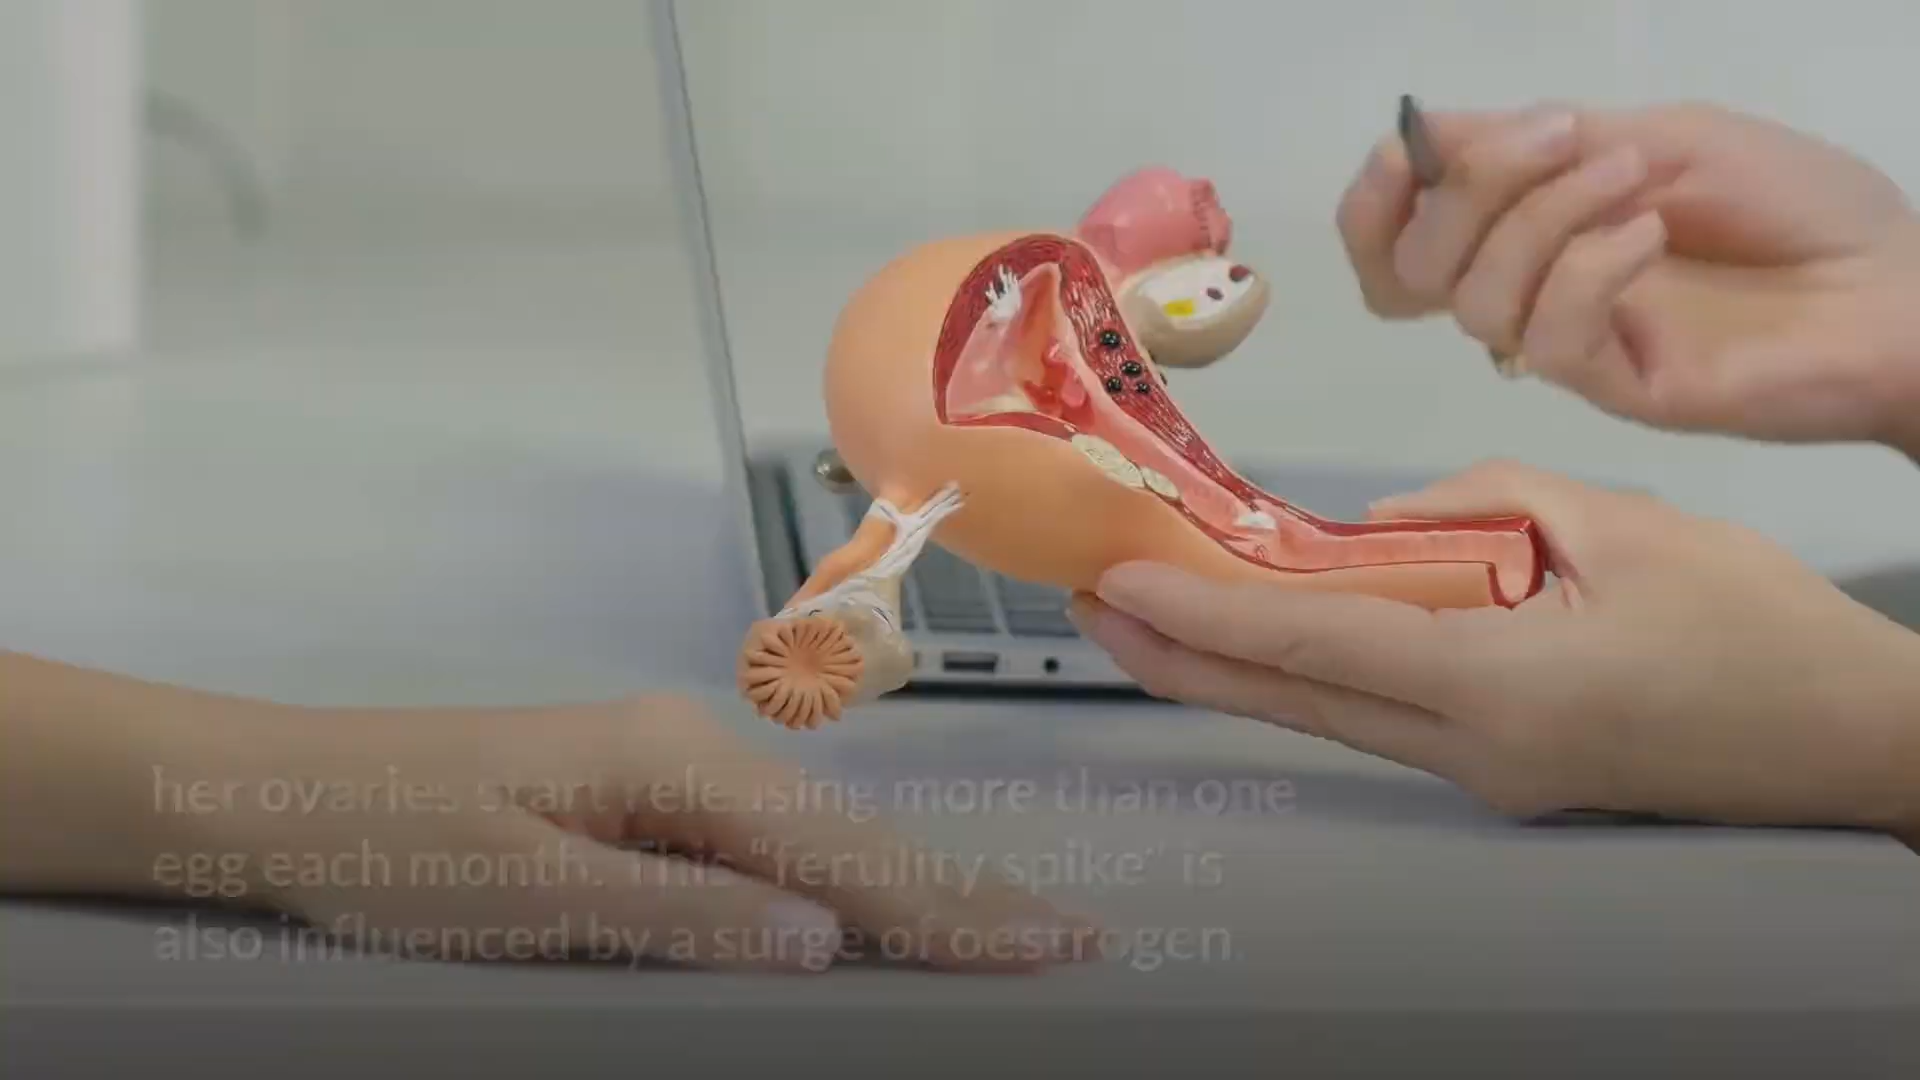 her ovaries start releasing more than one
egg each month. This “fertility spike” is
also influenced by a surge of oestrogen.